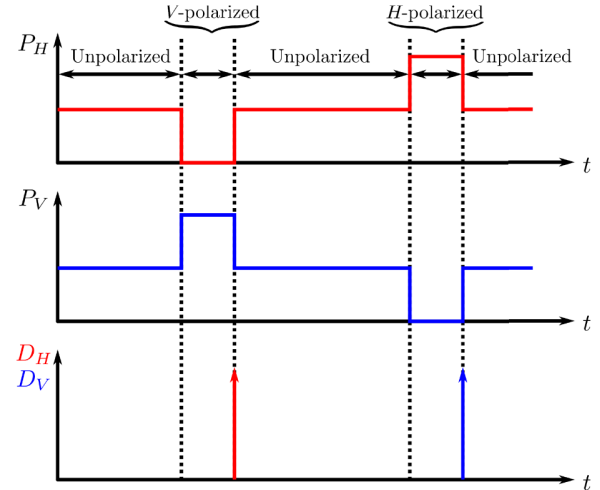 V-polarized H-polarized
P_H Unpolarized Unpolarized Unpolarized
t
P_V
t
D_H
D_V
t